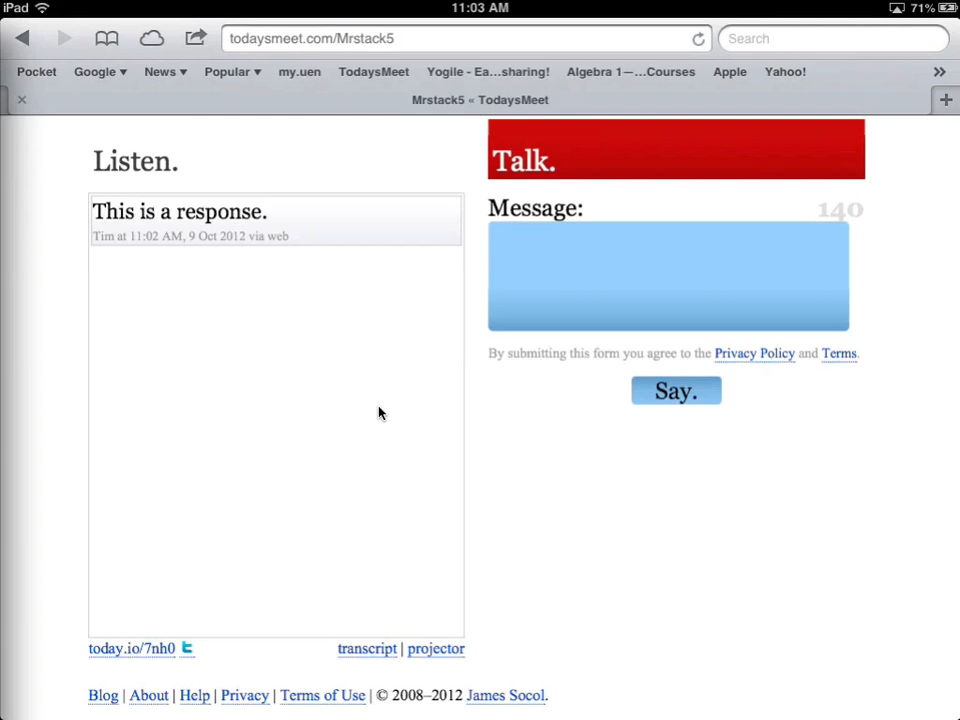 iPad 11:03 AM 71%
todaysmeet.com/Mrstack5 Search
Pocket Google ▾ News ▾ Popular ▾ my.uen TodaysMeet Yogile - Ea...sharing! Algebra 1—...Courses Apple Yahoo! »
Mrstack5 « TodaysMeet
Listen.
This is a response.
Tim at 11:02 AM, 9 Oct 2012 via web
today.io/7nh0 transcript | projector
Talk.
Message: 140
By submitting this form you agree to the Privacy Policy and Terms.
Say.
Blog | About | Help | Privacy | Terms of Use | © 2008–2012 James Socol.